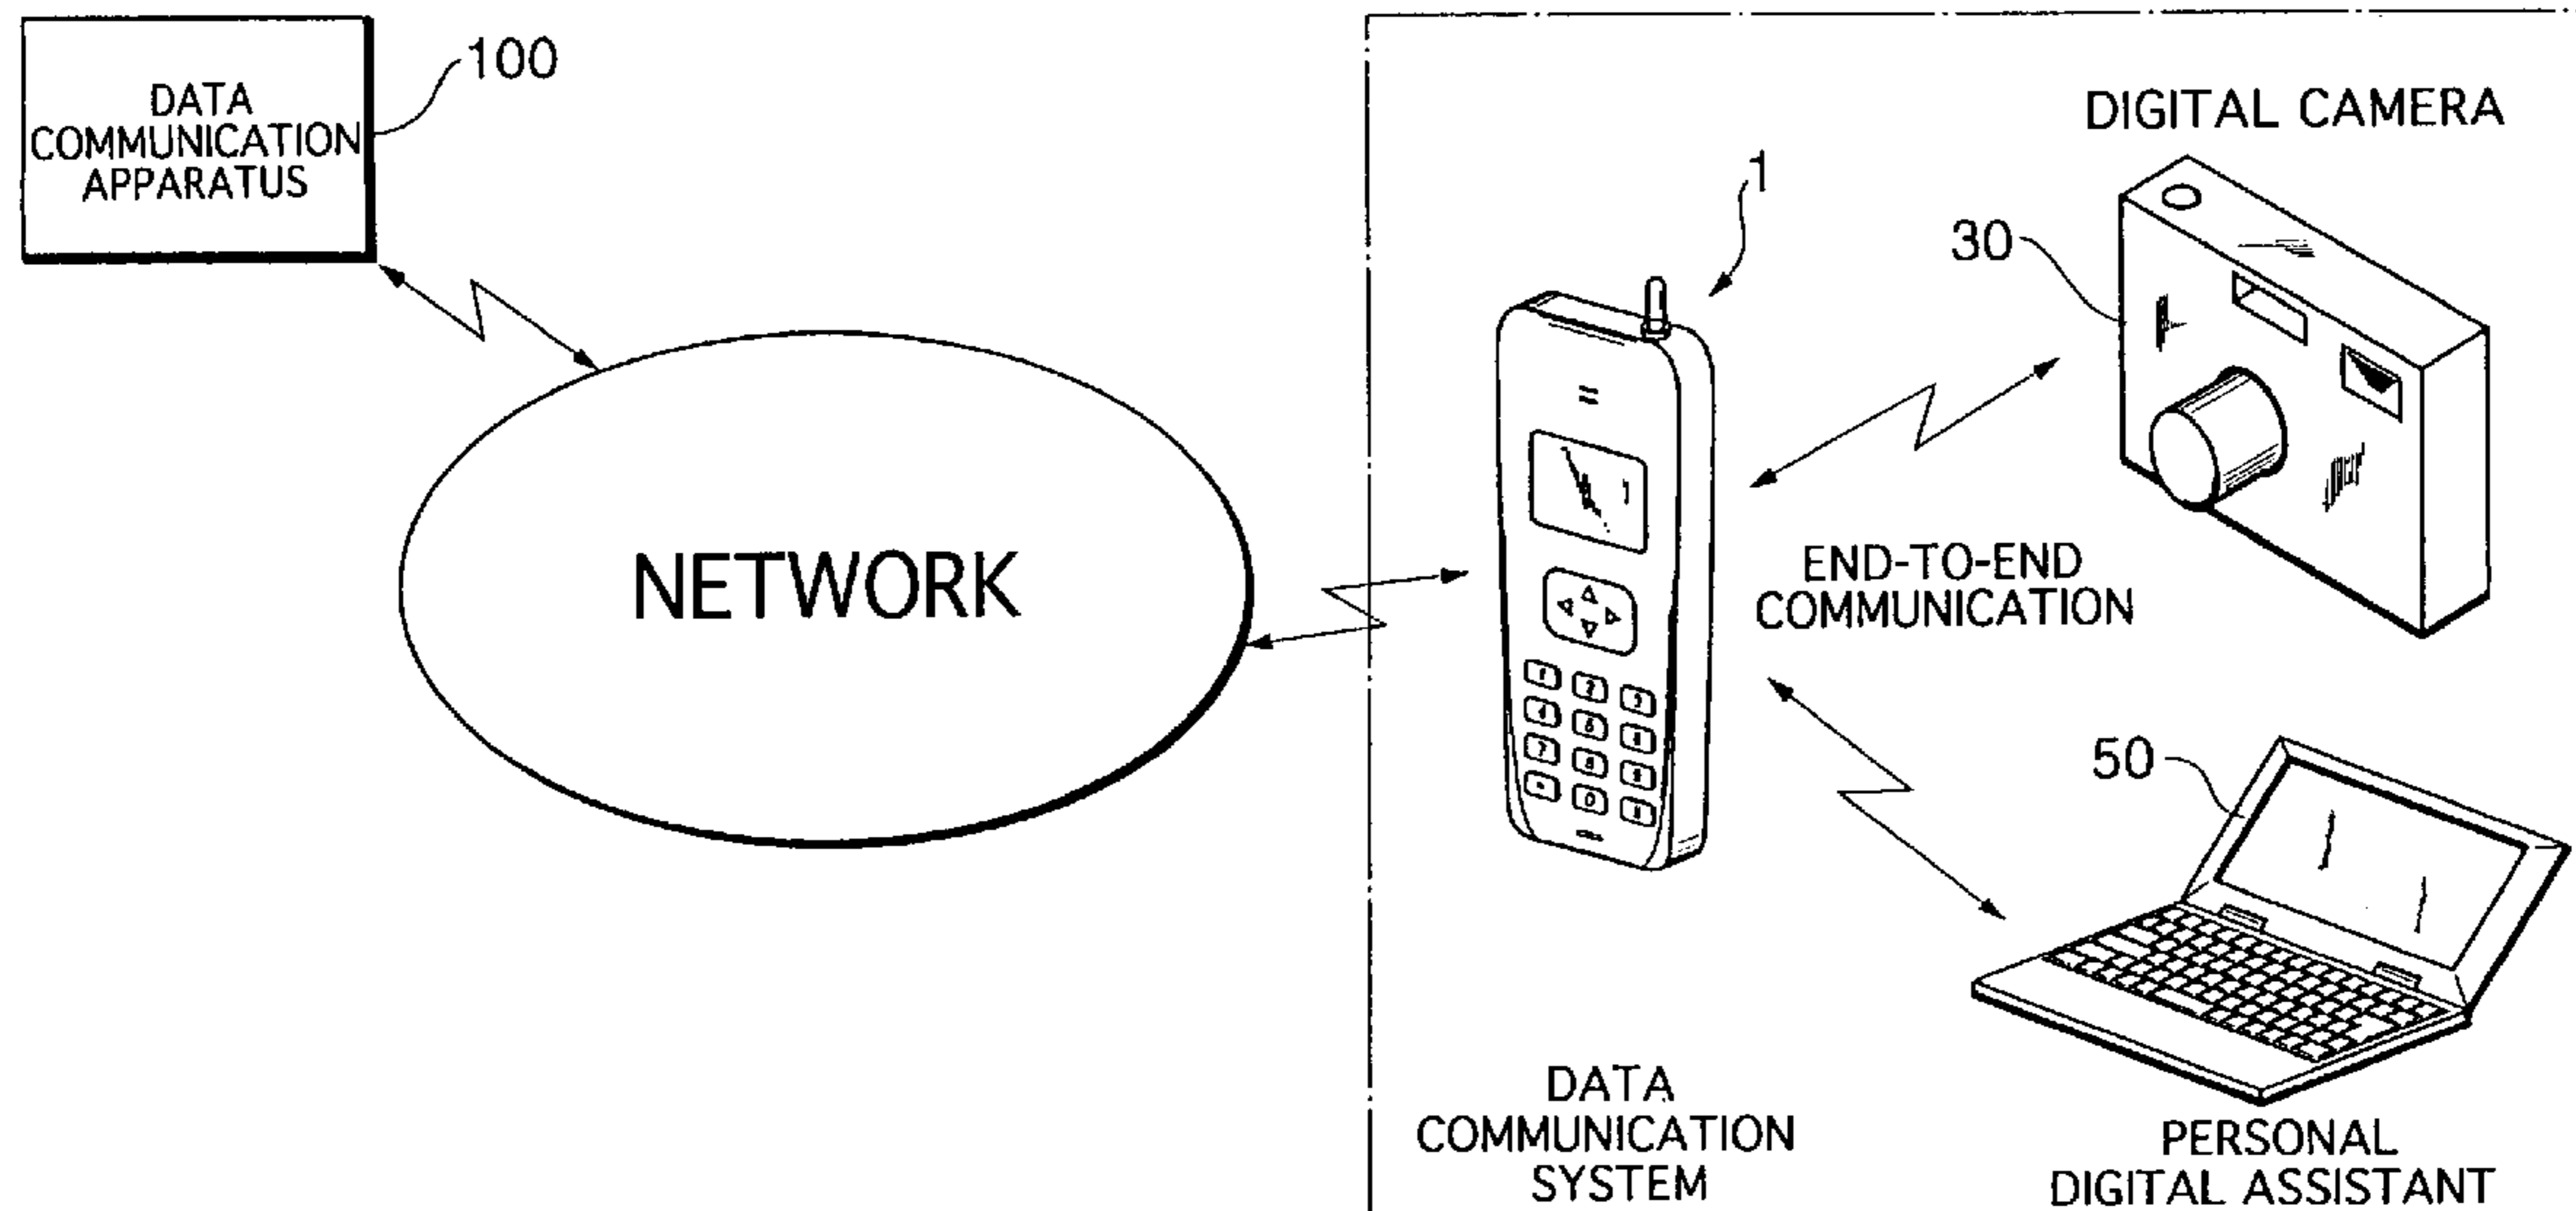 DATA
COMMUNICATION
APPARATUS
100
NETWORK
1
DIGITAL CAMERA
30
END-TO-END
COMMUNICATION
50
DATA
COMMUNICATION
SYSTEM
PERSONAL
DIGITAL ASSISTANT